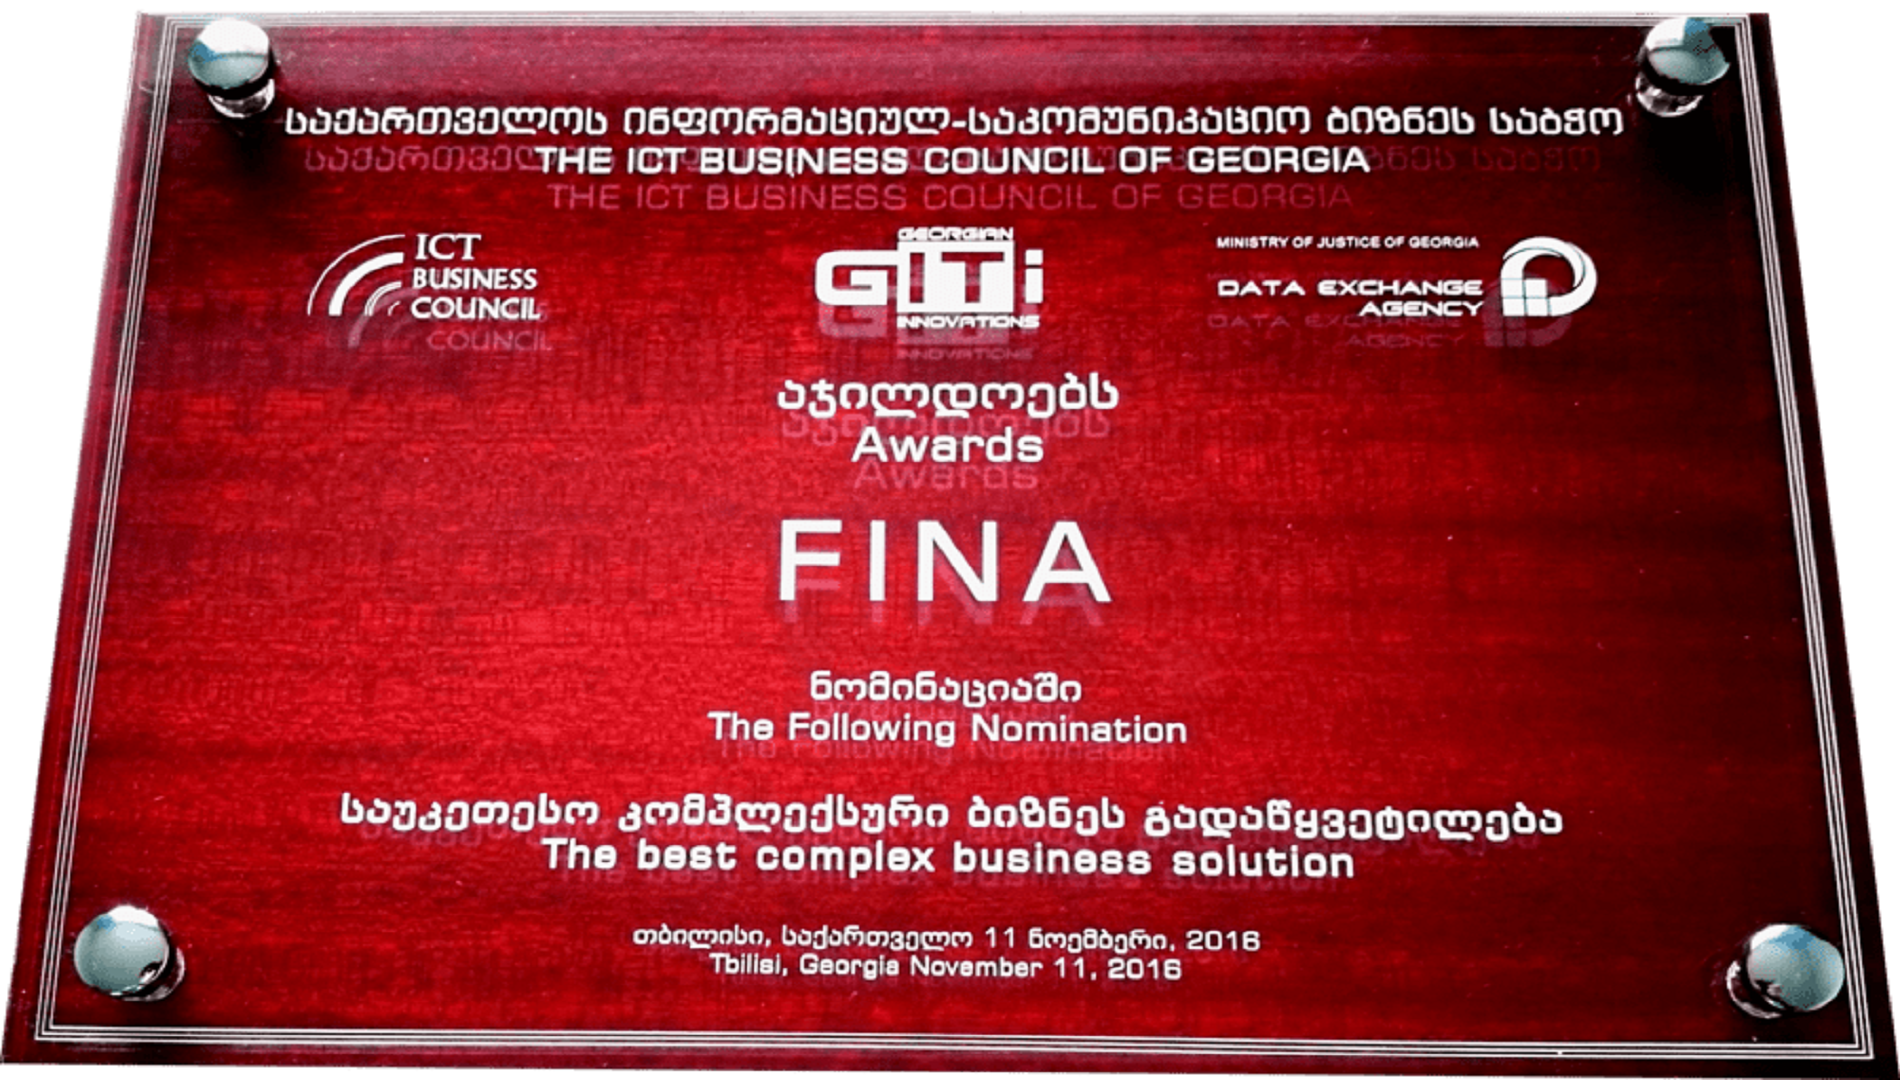 საქართველოს ინფორმაციულ-საკომუნიკაციო ბიზნეს საბჭო
THE ICT BUSINESS COUNCIL OF GEORGIA
ICT
BUSINESS
COUNCIL
GEORGIAN
GITi
INNOVATIONS
MINISTRY OF JUSTICE OF GEORGIA
DATA EXCHANGE
AGENCY
აჯილდოებს
Awards
FINA
ნომინაციაში
The Following Nomination
საუკეთესო კომპლექსური ბიზნეს გადაწყვეტილება
The best complex business solution
თბილისი, საქართველო 11 ნოემბერი, 2016
Tbilisi, Georgia November 11, 2016